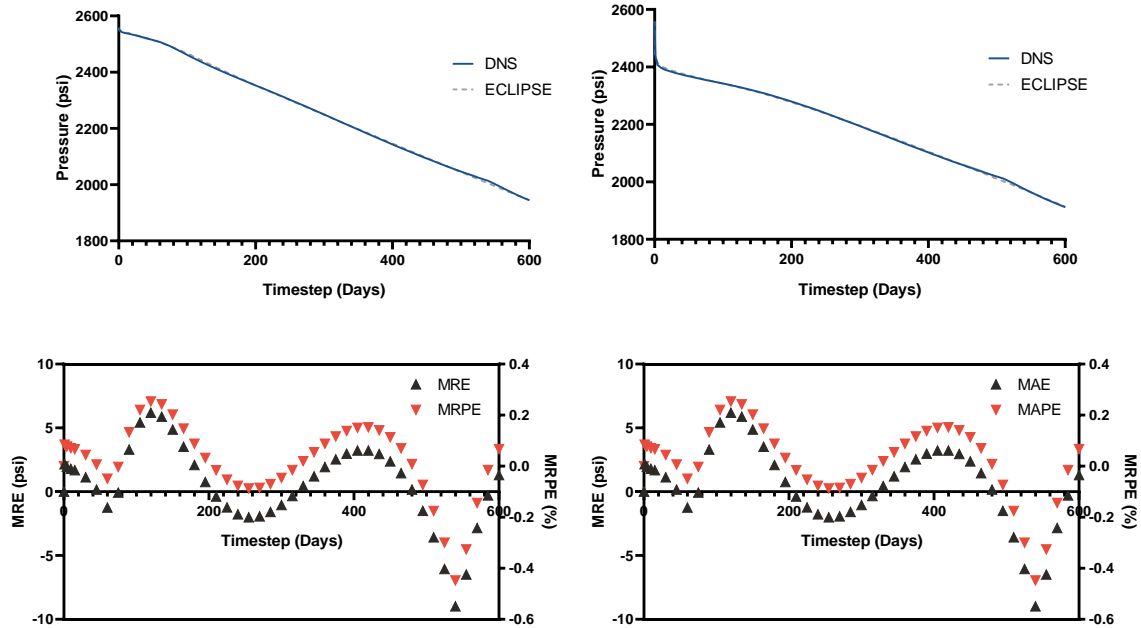 2600
2400
2200
2000
1800
Pressure (psi)
DNS
ECLIPSE
0
200
400
600
Timestep (Days)
2600
2400
2200
2000
1800
Pressure (psi)
DNS
ECLIPSE
0
200
400
600
Timestep (Days)
10
5
0
-5
-10
MRE (psi)
MRE
MRPE
0
200
400
600
Timestep (Days)
0.4
0.2
0.0
-0.2
-0.4
-0.6
MRPE (%)
10
5
0
-5
-10
MRE (psi)
MAE
MAPE
0
200
400
600
Timestep (Days)
0.4
0.2
0.0
-0.2
-0.4
-0.6
MRPE (%)